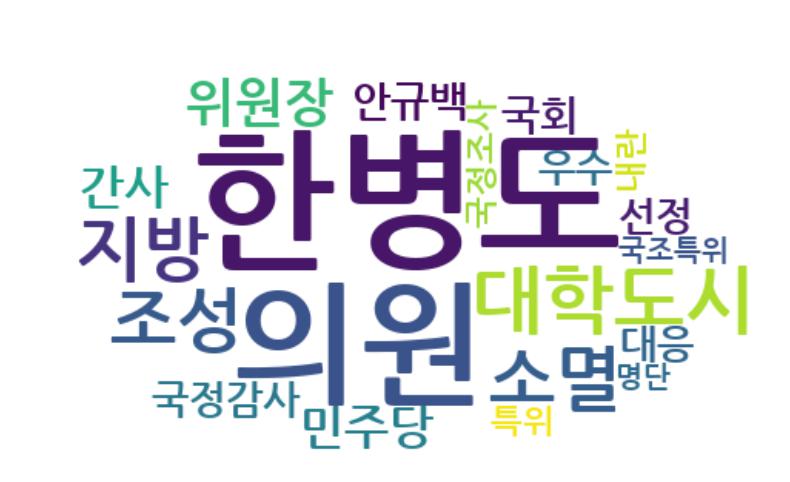 위원장
안규백
국회
국정조사
한병도
우수
내란
간사
지방
선정
국조특위
대학도시
조성
의원
대응
소멸
명단
국정감사
민주당
특위